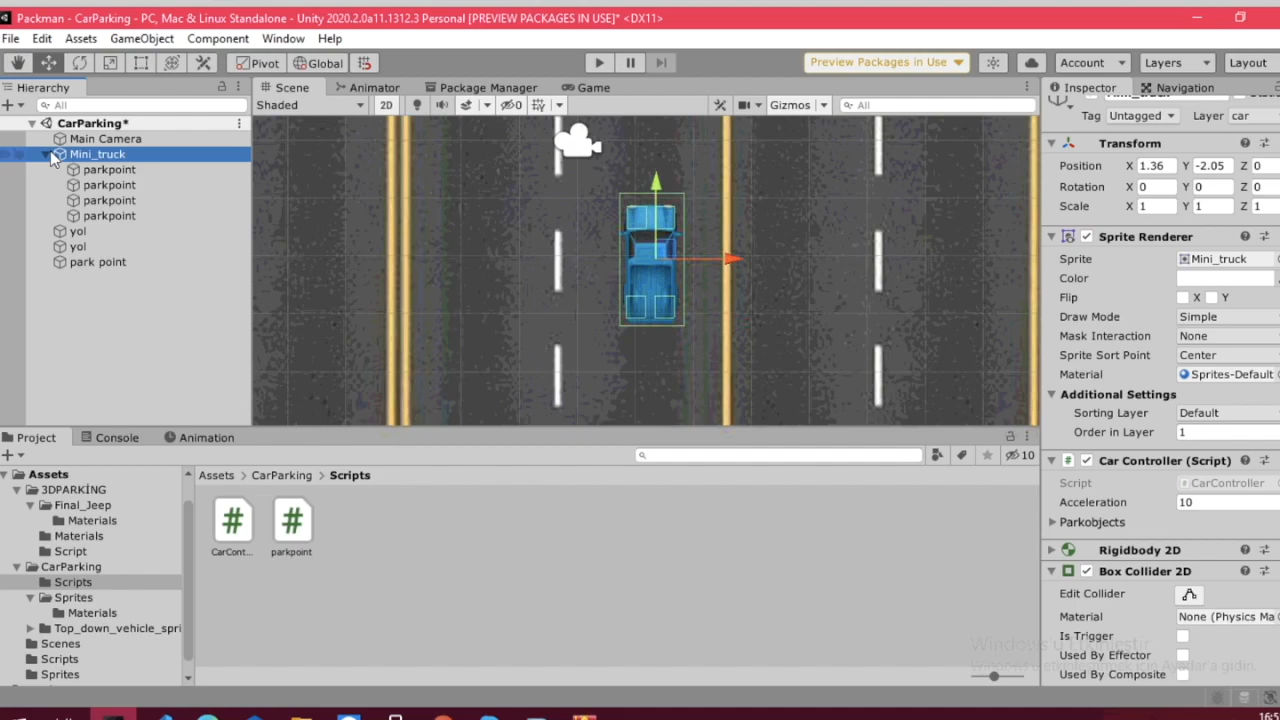 Packman - CarParking - PC, Mac & Linux Standalone - Unity 2020.2.0a11.1312.3 Personal [PREVIEW PACKAGES IN USE]* <DX11>
File Edit Assets GameObject Component Window Help
Pivot Global Preview Packages in Use Account Layers Layout
Hierarchy Scene Animator Package Manager Game Inspector Navigation
All Shaded 2D 0 Gizmos All
Tag Untagged Layer car
CarParking*
Main Camera
Mini_truck
parkpoint
parkpoint
parkpoint
parkpoint
yol
yol
park point
Transform
Position X 1.36 Y -2.05 Z 0
Rotation X 0 Y 0 Z 0
Scale X 1 Y 1 Z 1
Sprite Renderer
Sprite Mini_truck
Color
Flip X Y
Draw Mode Simple
Mask Interaction None
Sprite Sort Point Center
Material Sprites-Default
Additional Settings
Sorting Layer Default
Order in Layer 1
Car Controller (Script)
Script CarController
Acceleration 10
Parkobjects
Rigidbody 2D
Box Collider 2D
Edit Collider
Material None (Physics Ma
Is Trigger
Used By Effector
Used By Composite
Project Console Animation
10
Assets
3DPARKİNG
Final_Jeep
Materials
Materials
Script
CarParking
Scripts
Sprites
Materials
Top_down_vehicle_spri
Scenes
Scripts
Sprites
Assets CarParking Scripts
CarCont... parkpoint
16:5